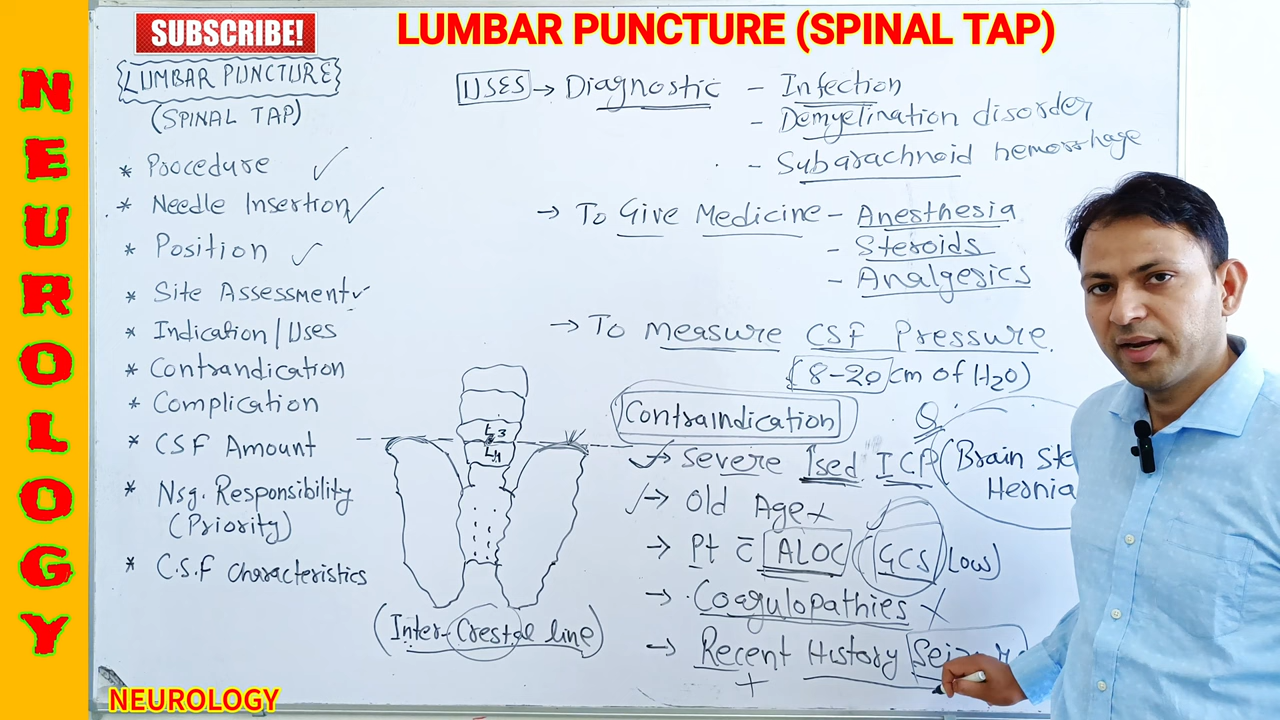 SUBSCRIBE!
LUMBAR PUNCTURE (SPINAL TAP)
NEUROLOGY
LUMBAR PUNCTURE
(SPINAL TAP)
* Procedure ✓
* Needle Insertion ✓
* Position ✓
* Site Assessment ✓
* Indication/Uses
* Contraindication
* Complication
* CSF Amount
* Nsg. Responsibility
(Priority)
* C.S.F characteristics
USES → Diagnostic - Infection
- Demyelination disorder
- Subarachnoid hemorrhage
→ To Give Medicine - Anesthesia
- Steroids
- Analgesics
→ To measure CSF Pressure.
(8-20 cm of H2O)
L3
L4
(Inter-Crestal line)
Contraindication
→ Severe Ised ICP (Brain Ste
Hernia
→ Old Age
→ Pt c̄ ALOC (GCS Low)
→ Coagulopathies
→ Recent History
NEUROLOGY